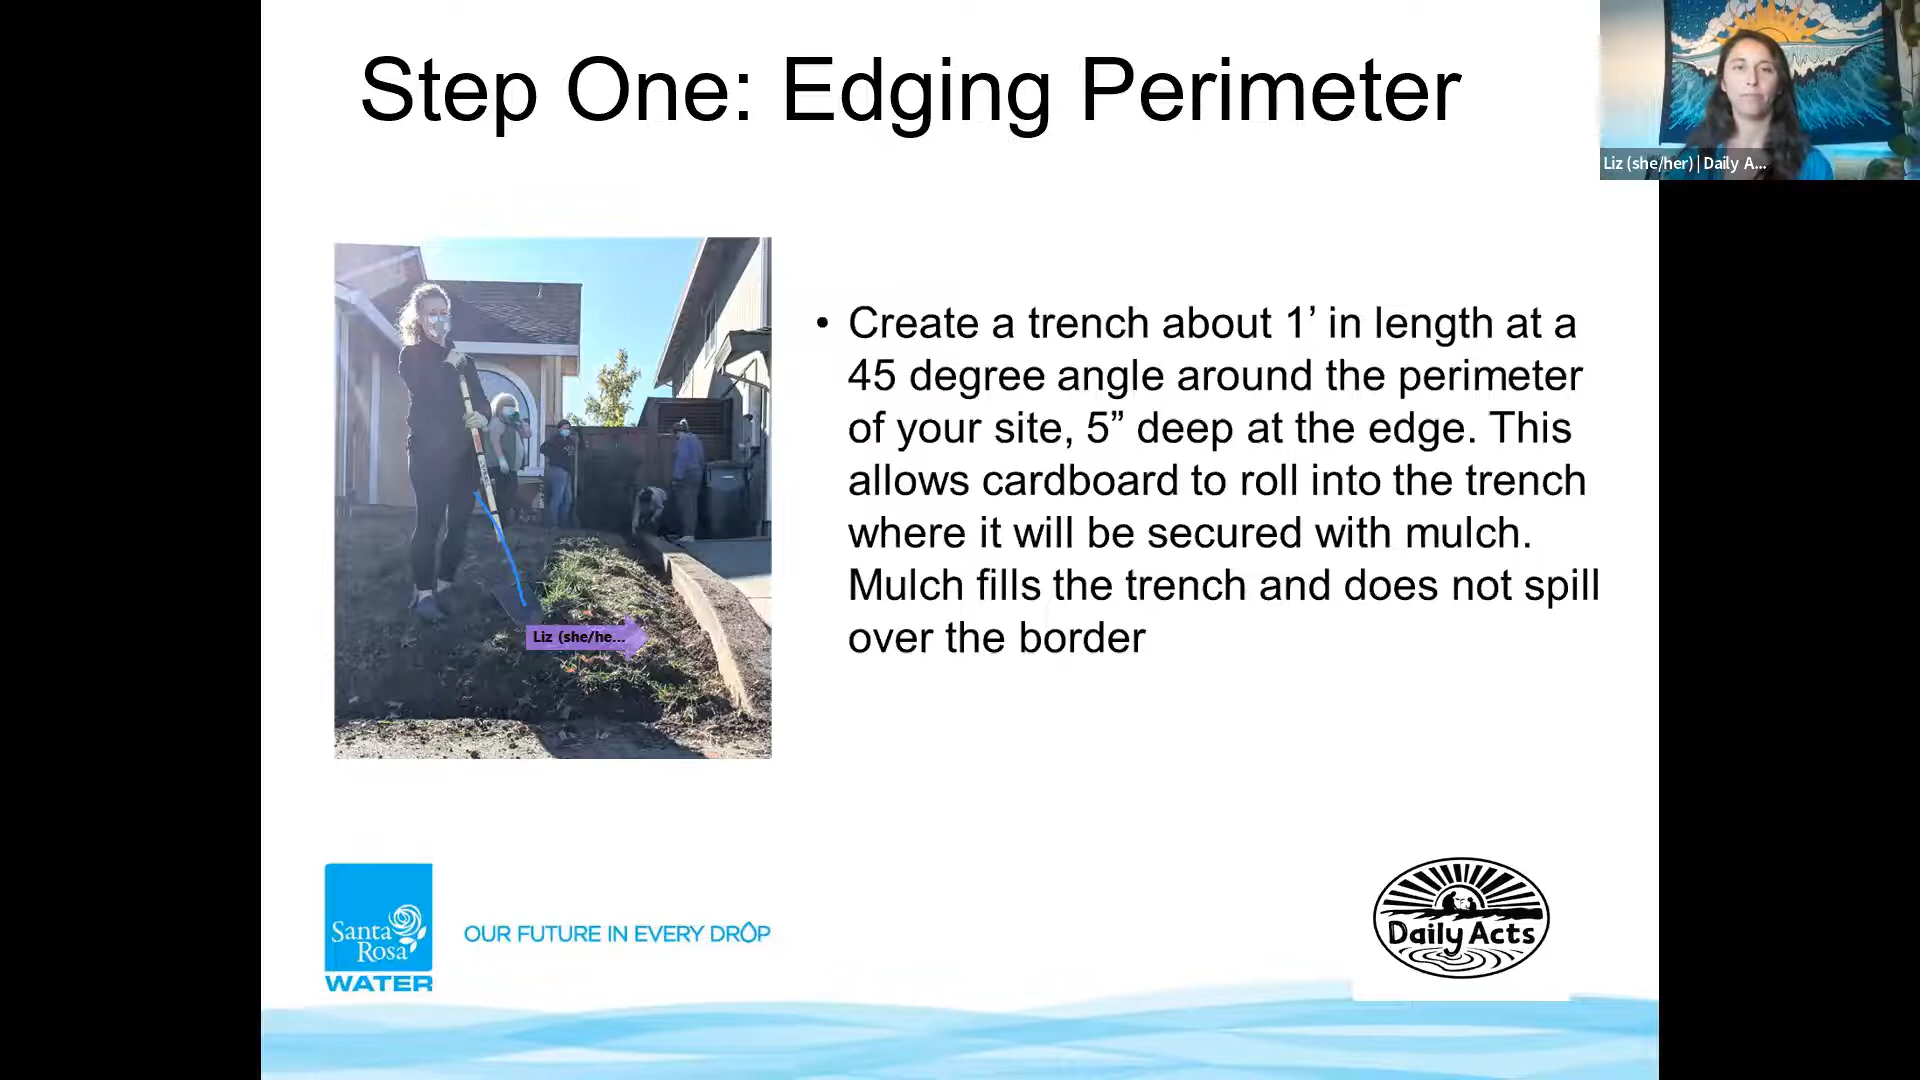 Step One: Edging Perimeter
Liz (she/her) | Daily A...
• Create a trench about 1’ in length at a
45 degree angle around the perimeter
of your site, 5” deep at the edge. This
allows cardboard to roll into the trench
where it will be secured with mulch.
Mulch fills the trench and does not spill
over the border
Liz (she/he...
Santa
Rosa
WATER
OUR FUTURE IN EVERY DROP
Daily Acts